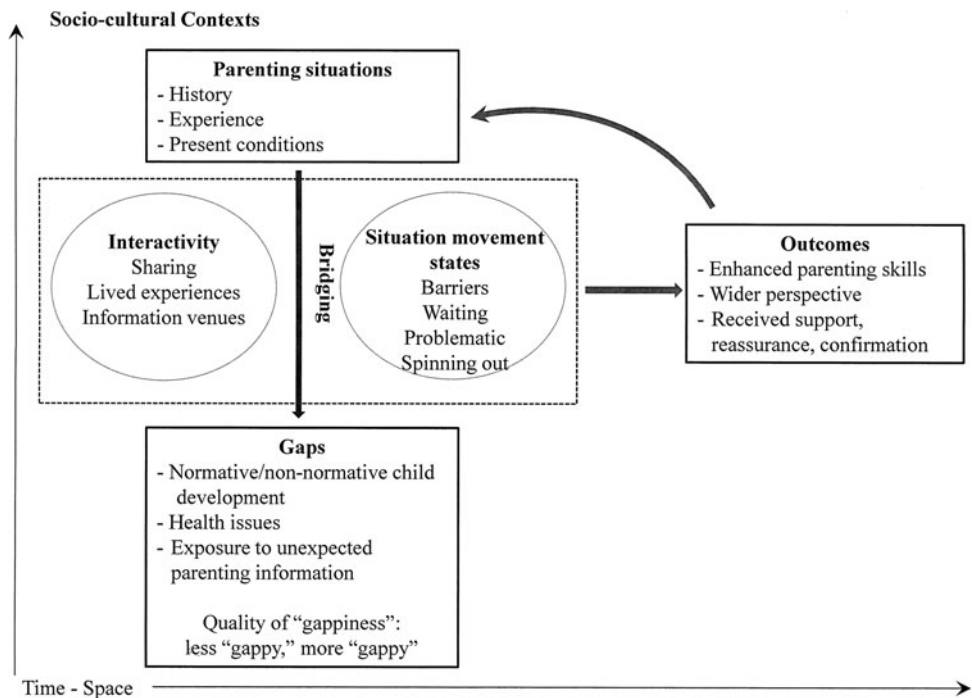 Socio-cultural Contexts
Parenting situations
- History
- Experience
- Present conditions
Interactivity
Sharing
Lived experiences
Information venues
Bridging
Situation movement
states
Barriers
Waiting
Problematic
Spinning out
Outcomes
- Enhanced parenting skills
- Wider perspective
- Received support,
reassurance, confirmation
Gaps
- Normative/non-normative child
development
- Health issues
- Exposure to unexpected
parenting information
Quality of “gappiness”:
less “gappy,” more “gappy”
Time - Space